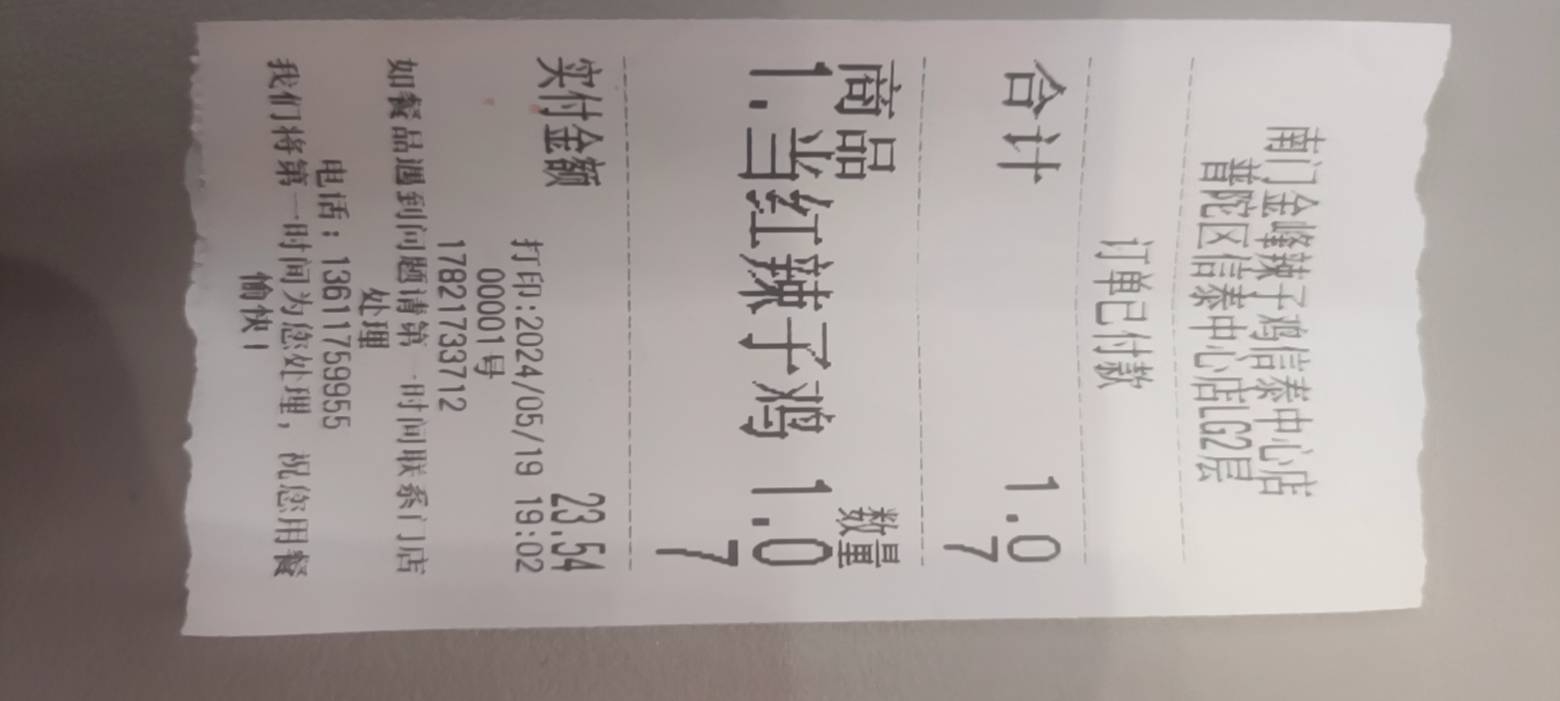 南门金峰辣子鸡信泰中心店
普陀区信泰中心店LG2层
订单已付款
合计 1.0
7
商品 数量
1.当红辣子鸡 1.0
7
实付金额 23.54
打印:2024/05/19 19:02
00001号
17821733712
如餐品遇到问题请第一时间联系门店
处理
电话：13611759955
我们将第一时间为您处理，祝您用餐
愉快！